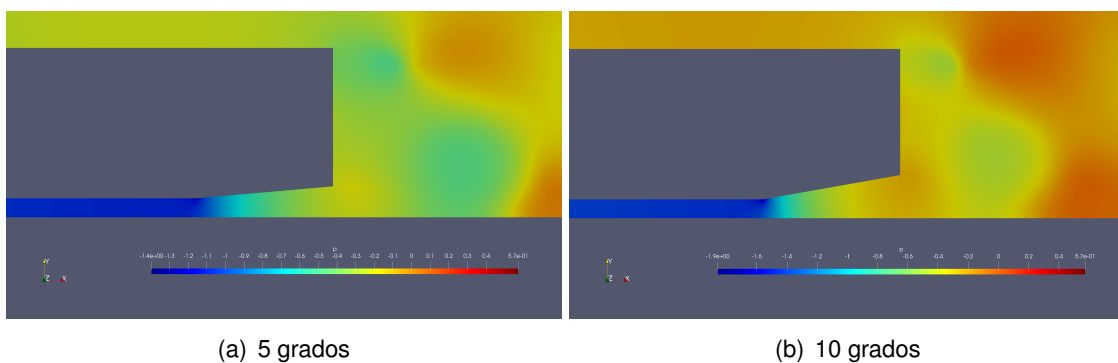 p
-1.4e+00 -1.3 -1.2 -1.1 -1 -0.9 -0.8 -0.7 -0.6 -0.5 -0.4 -0.3 -0.2 -0.1 0 0.1 0.2 0.3 0.4 5.7e-01
Y
Z X
p
-1.9e+00 -1.6 -1.4 -1.2 -1 -0.8 -0.6 -0.4 -0.2 0 0.2 0.4 5.7e-01
Y
Z X
(a) 5 grados
(b) 10 grados